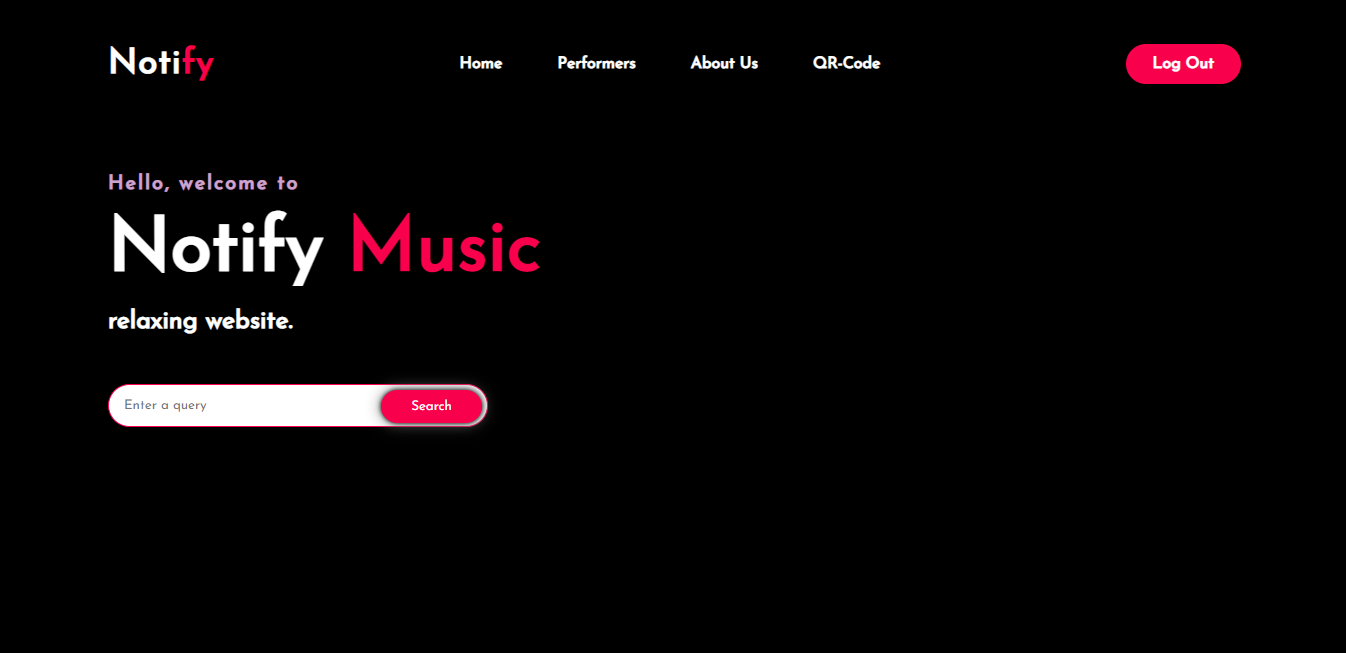 Notify Home Performers About Us QR-Code Log Out
Hello, welcome to
Notify Music
relaxing website.
Enter a query Search